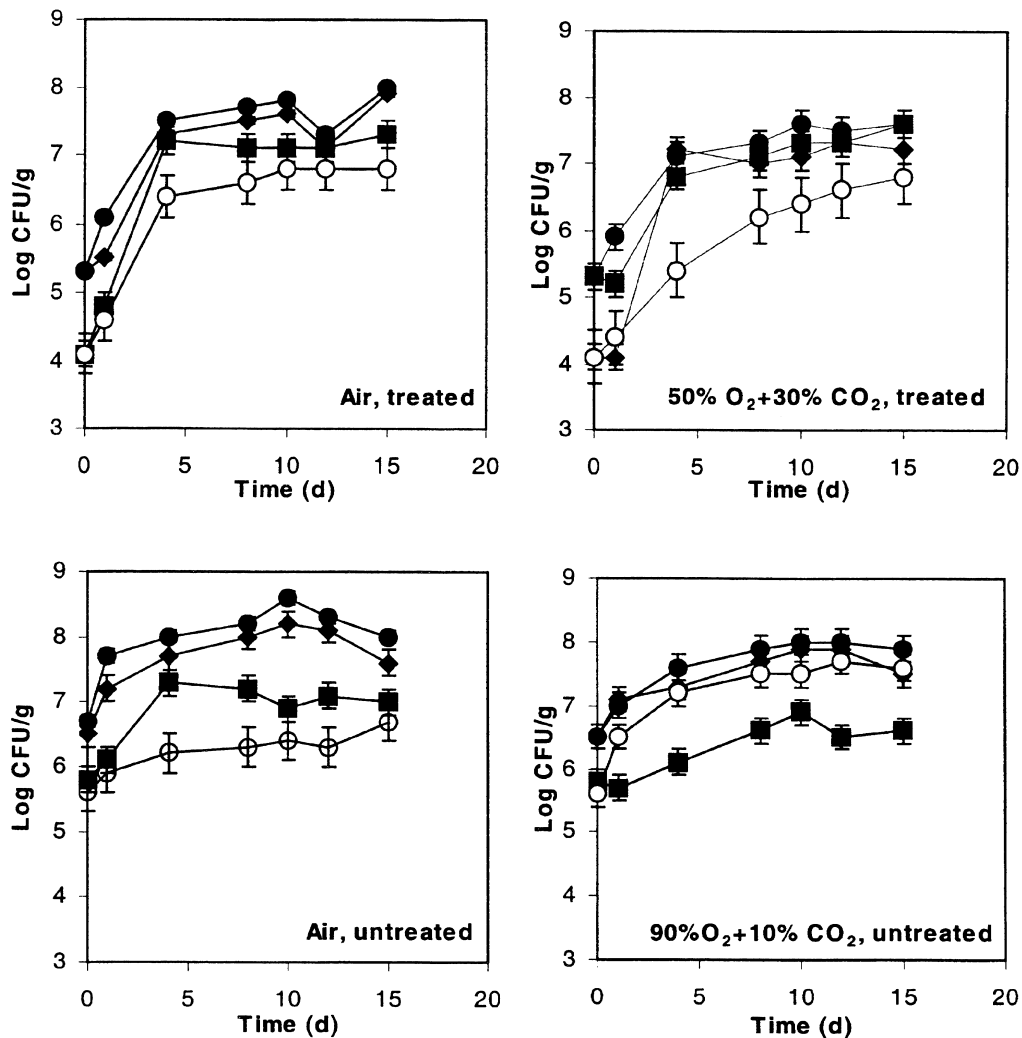 9
8
7
6
5
4
3
Log CFU/g
Air, treated
0 5 10 15 20
Time (d)
9
8
7
6
5
4
3
Log CFU/g
50% O₂+30% CO₂, treated
0 5 10 15 20
Time (d)
9
8
7
6
5
4
3
Log CFU/g
Air, untreated
0 5 10 15 20
Time (d)
9
8
7
6
5
4
3
Log CFU/g
90%O₂+10% CO₂, untreated
0 5 10 15 20
Time (d)